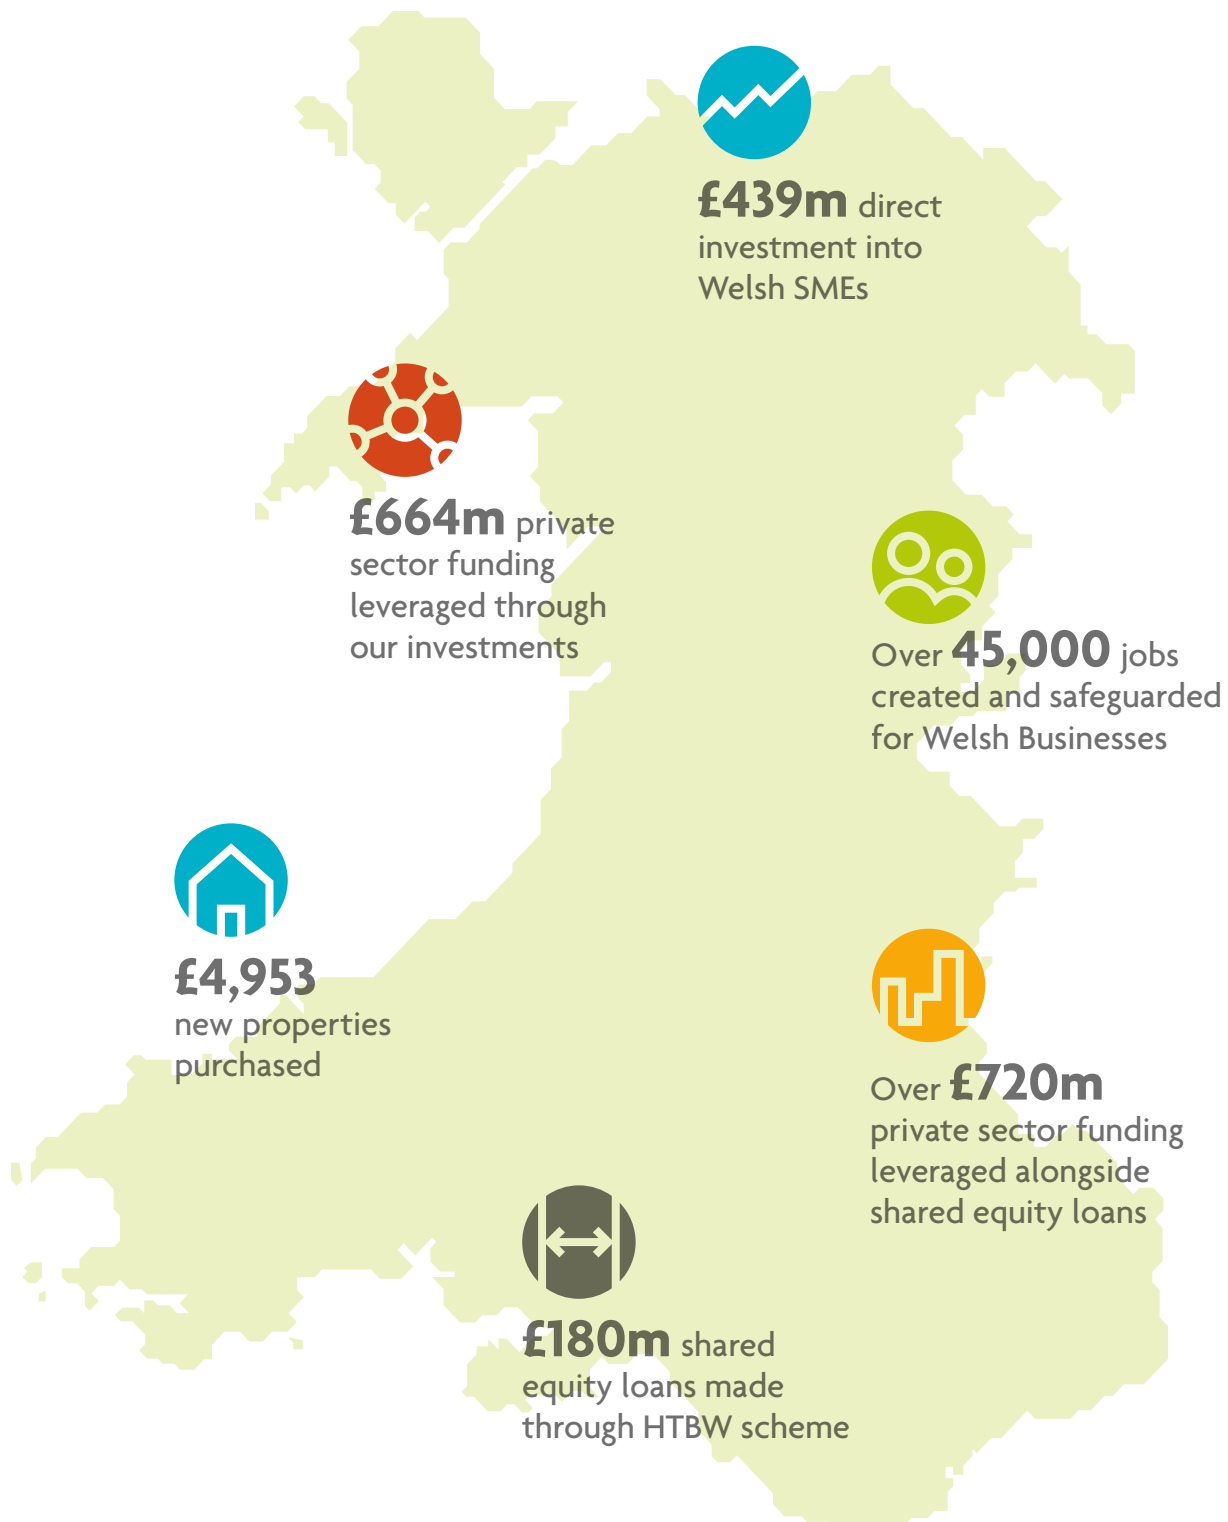 £439m direct
investment into
Welsh SMEs
£664m private
sector funding
leveraged through
our investments
Over 45,000 jobs
created and safeguarded
for Welsh Businesses
£4,953
new properties
purchased
Over £720m
private sector funding
leveraged alongside
shared equity loans
£180m shared
equity loans made
through HTBW scheme